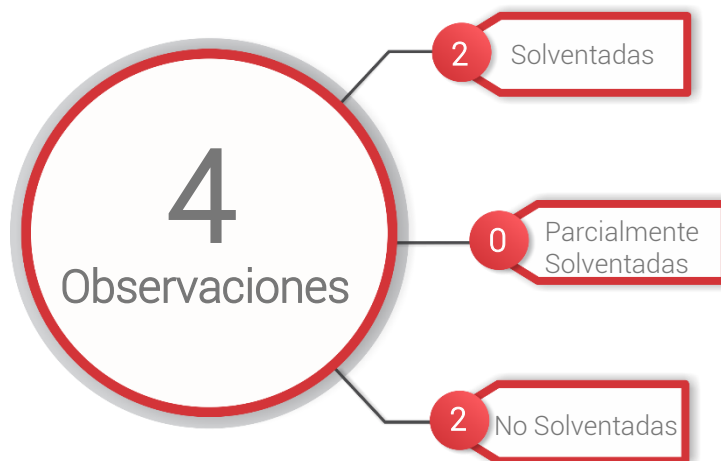 4
Observaciones
2
Solventadas
0
Parcialmente
Solventadas
2
No Solventadas